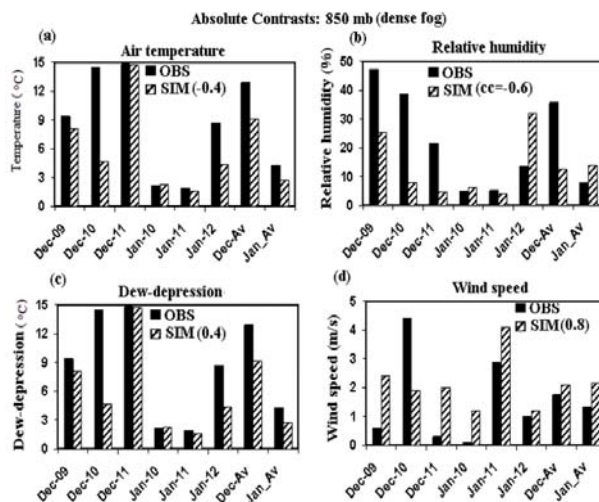 Absolute Contrasts: 850 mb (dense fog)
(a)
Air temperature
Temperature (°C)
15
12
9
6
3
0
OBS
SIM (-0.4)
Dec-09
Dec-10
Dec-11
Jan-10
Jan-11
Jan-12
Dec-Av
Jan_Av
(b)
Relative humidity
Relative humidity (%)
50
40
30
20
10
0
OBS
SIM (cc=-0.6)
Dec-09
Dec-10
Dec-11
Jan-10
Jan-11
Jan-12
Dec-Av
Jan_Av
(c)
Dew-depression
Dew-depression (°C)
15
12
9
6
3
0
OBS
SIM (0.4)
Dec-09
Dec-10
Dec-11
Jan-10
Jan-11
Jan-12
Dec-Av
Jan_Av
(d)
Wind speed
Wind speed (m/s)
5
4
3
2
1
0
OBS
SIM (0.8)
Dec-09
Dec-10
Dec-11
Jan-10
Jan-11
Jan-12
Dec-Av
Jan_Av